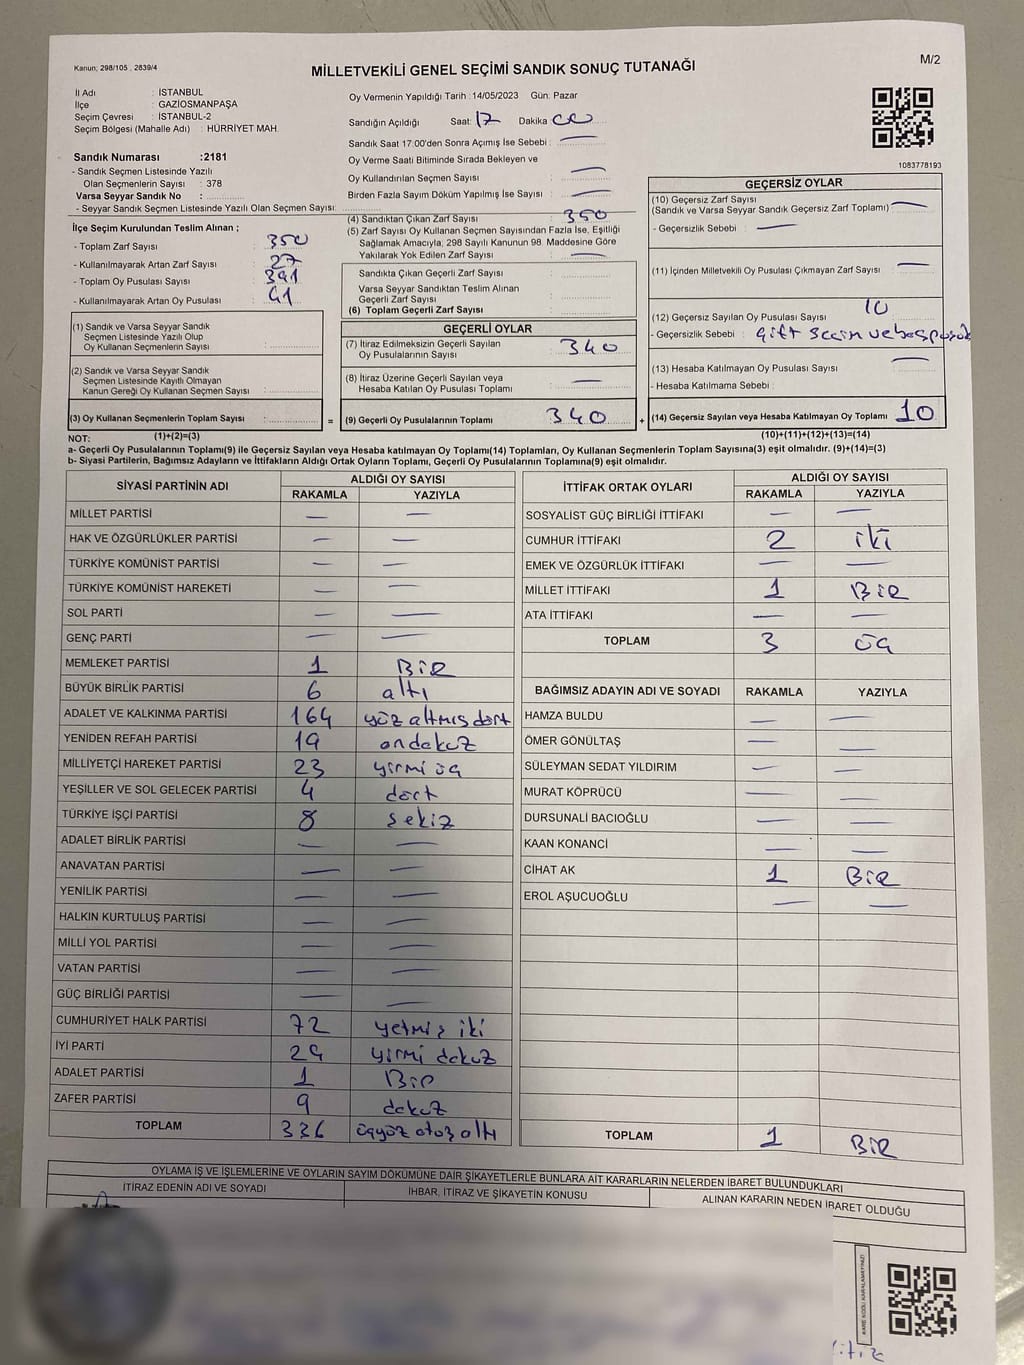 Kanun; 298/105 , 2839/4
MİLLETVEKİLİ GENEL SEÇİMİ SANDIK SONUÇ TUTANAĞI
M/2
İl Adı : İSTANBUL
İlçe : GAZİOSMANPAŞA
Seçim Çevresi : İSTANBUL-2
Seçim Bölgesi (Mahalle Adı) : HÜRRİYET MAH.
Oy Vermenin Yapıldığı Tarih :14/05/2023 Gün: Pazar
Sandığın Açıldığı Saat: 17 Dakika 00
Sandık Saat 17:00'den Sonra Açımış İse Sebebi : —
Oy Verme Saati Bitiminde Sırada Bekleyen ve
Oy Kullandırılan Seçmen Sayısı —
Birden Fazla Sayım Döküm Yapılmış İse Sayısı : —
1083778193
Sandık Numarası :2181
- Sandık Seçmen Listesinde Yazılı
Olan Seçmenlerin Sayısı : 378
Varsa Seyyar Sandık No :
- Seyyar Sandık Seçmen Listesinde Yazılı Olan Seçmen Sayısı:
İlçe Seçim Kurulundan Teslim Alınan ;
- Toplam Zarf Sayısı : 350
- Kullanılmayarak Artan Zarf Sayısı : 27
- Toplam Oy Pusulası Sayısı : 391
- Kullanılmayarak Artan Oy Pusulası : 41
(4) Sandıktan Çıkan Zarf Sayısı : 350
(5) Zarf Sayısı Oy Kullanan Seçmen Sayısından Fazla İse, Eşitliği
Sağlamak Amacıyla; 298 Sayılı Kanunun 98. Maddesine Göre
Yakılarak Yok Edilen Zarf Sayısı : —
Sandıkta Çıkan Geçerli Zarf Sayısı :
Varsa Seyyar Sandıktan Teslim Alınan
Geçerli Zarf Sayısı :
(6) Toplam Geçerli Zarf Sayısı :
GEÇERSİZ OYLAR
(10) Geçersiz Zarf Sayısı
(Sandık ve Varsa Seyyar Sandık Geçersiz Zarf Toplamı) —
- Geçersizlik Sebebi : —
(11) İçinden Milletvekili Oy Pusulası Çıkmayan Zarf Sayısı : —
(12) Geçersiz Sayılan Oy Pusulası Sayısı : 10
- Geçersizlik Sebebi : Çift seçim ve boş pusula
(13) Hesaba Katılmayan Oy Pusulası Sayısı : —
- Hesaba Katılmama Sebebi :
(1) Sandık ve Varsa Seyyar Sandık
Seçmen Listesinde Yazılı Olup
Oy Kullanan Seçmenlerin Sayısı :
(2) Sandık ve Varsa Seyyar Sandık
Seçmen Listesinde Kayıtlı Olmayan
Kanun Gereği Oy Kullanan Seçmen Sayısı :
GEÇERLİ OYLAR
(7) İtiraz Edilmeksizin Geçerli Sayılan
Oy Pusulalarının Sayısı : 340
(8) İtiraz Üzerine Geçerli Sayılan veya
Hesaba Katılan Oy Pusulası Toplamı : —
(3) Oy Kullanan Seçmenlerin Toplam Sayısı : = (9) Geçerli Oy Pusulalarının Toplamı : 340 + (14) Geçersiz Sayılan veya Hesaba Katılmayan Oy Toplamı : 10
NOT: (1)+(2)=(3) (10)+(11)+(12)+(13)=(14)
a- Geçerli Oy Pusulalarının Toplamı(9) ile Geçersiz Sayılan veya Hesaba katılmayan Oy Toplamı(14) Toplamları, Oy Kullanan Seçmenlerin Toplam Sayısına(3) eşit olmalıdır. (9)+(14)=(3)
b- Siyasi Partilerin, Bağımsız Adayların ve İttifakların Aldığı Ortak Oyların Toplamı, Geçerli Oy Pusulalarının Toplamına(9) eşit olmalıdır.
SİYASİ PARTİNİN ADI ALDIĞI OY SAYISI
RAKAMLA YAZIYLA
MİLLET PARTİSİ — —
HAK VE ÖZGÜRLÜKLER PARTİSİ — —
TÜRKİYE KOMÜNİST PARTİSİ — —
TÜRKİYE KOMÜNİST HAREKETİ — —
SOL PARTİ — —
GENÇ PARTİ — —
MEMLEKET PARTİSİ 1 BİR
BÜYÜK BİRLİK PARTİSİ 6 altı
ADALET VE KALKINMA PARTİSİ 164 yüz altmış dört
YENİDEN REFAH PARTİSİ 19 on dokuz
MİLLİYETÇİ HAREKET PARTİSİ 23 yirmi üç
YEŞİLLER VE SOL GELECEK PARTİSİ 4 dört
TÜRKİYE İŞÇİ PARTİSİ 8 sekiz
ADALET BİRLİK PARTİSİ — —
ANAVATAN PARTİSİ — —
YENİLİK PARTİSİ — —
HALKIN KURTULUŞ PARTİSİ — —
MİLLİ YOL PARTİSİ — —
VATAN PARTİSİ — —
GÜÇ BİRLİĞİ PARTİSİ — —
CUMHURİYET HALK PARTİSİ 72 yetmiş iki
İYİ PARTİ 29 yirmi dokuz
ADALET PARTİSİ 1 Bir
ZAFER PARTİSİ 9 dokuz
TOPLAM 336 üçyüz otuz altı
İTTİFAK ORTAK OYLARI ALDIĞI OY SAYISI
RAKAMLA YAZIYLA
SOSYALİST GÜÇ BİRLİĞİ İTTİFAKI — —
CUMHUR İTTİFAKI 2 iki
EMEK VE ÖZGÜRLÜK İTTİFAKI — —
MİLLET İTTİFAKI 1 BİR
ATA İTTİFAKI — —
TOPLAM 3 üç
BAĞIMSIZ ADAYIN ADI VE SOYADI RAKAMLA YAZIYLA
HAMZA BULDU — —
ÖMER GÖNÜLTAŞ — —
SÜLEYMAN SEDAT YILDIRIM — —
MURAT KÖPRÜCÜ — —
DURSUNALİ BACIOĞLU — —
KAAN KONANCİ — —
CİHAT AK 1 BİR
EROL AŞUCUOĞLU — —
TOPLAM 1 BİR
OYLAMA İŞ VE İŞLEMLERİNE VE OYLARIN SAYIM DÖKÜMÜNE DAİR ŞİKAYETLERLE BUNLARA AİT KARARLARIN NELERDEN İBARET BULUNDUKLARI
İTİRAZ EDENİN ADI VE SOYADI İHBAR, İTİRAZ VE ŞİKAYETİN KONUSU ALINAN KARARIN NEDEN İBARET OLDUĞU
KARE KODU KARALAMAYINIZ!